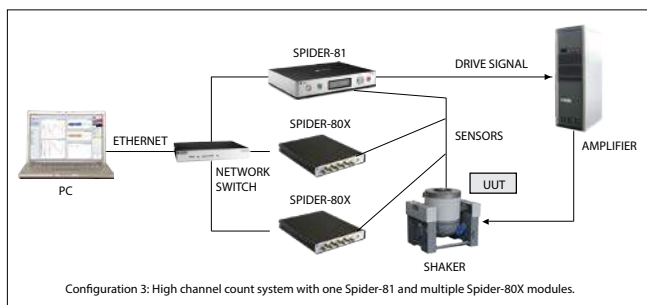 SPIDER-81
DRIVE SIGNAL
ETHERNET
SPIDER-80X
SENSORS
AMPLIFIER
NETWORK
SWITCH
PC
UUT
SPIDER-80X
SHAKER
Configuration 3: High channel count system with one Spider-81 and multiple Spider-80X modules.